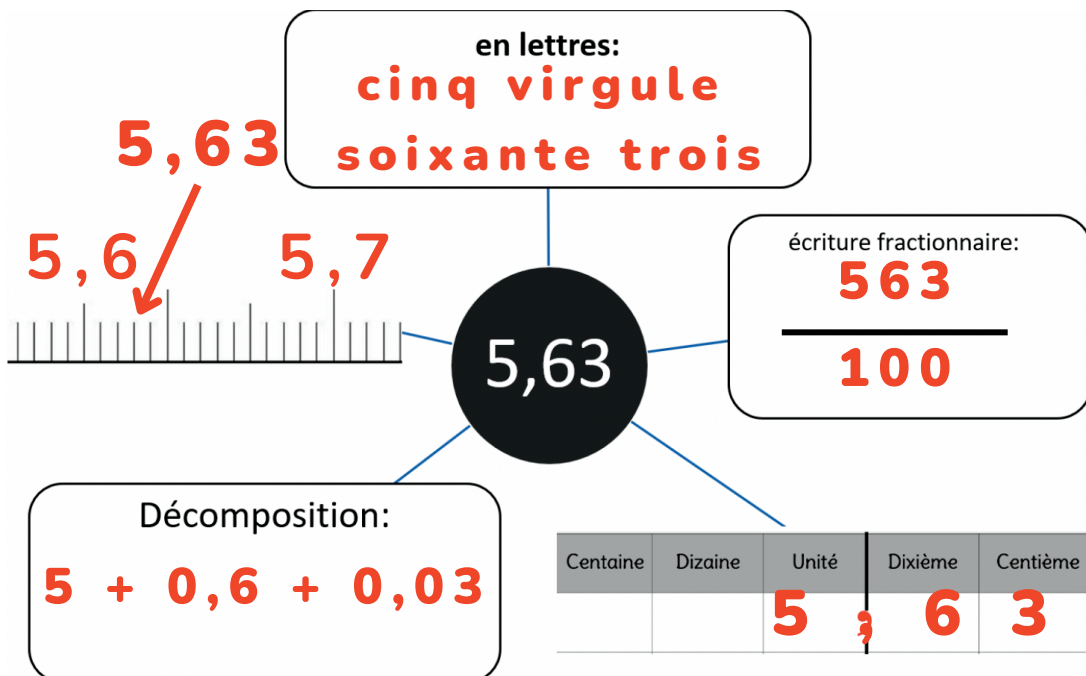 en lettres:
cinq virgule
soixante trois
5,63
5,6
5,7
écriture fractionnaire:
563
100
5,63
Décomposition:
5 + 0,6 + 0,03
Centaine Dizaine Unité Dixième Centième
5 , 6 3